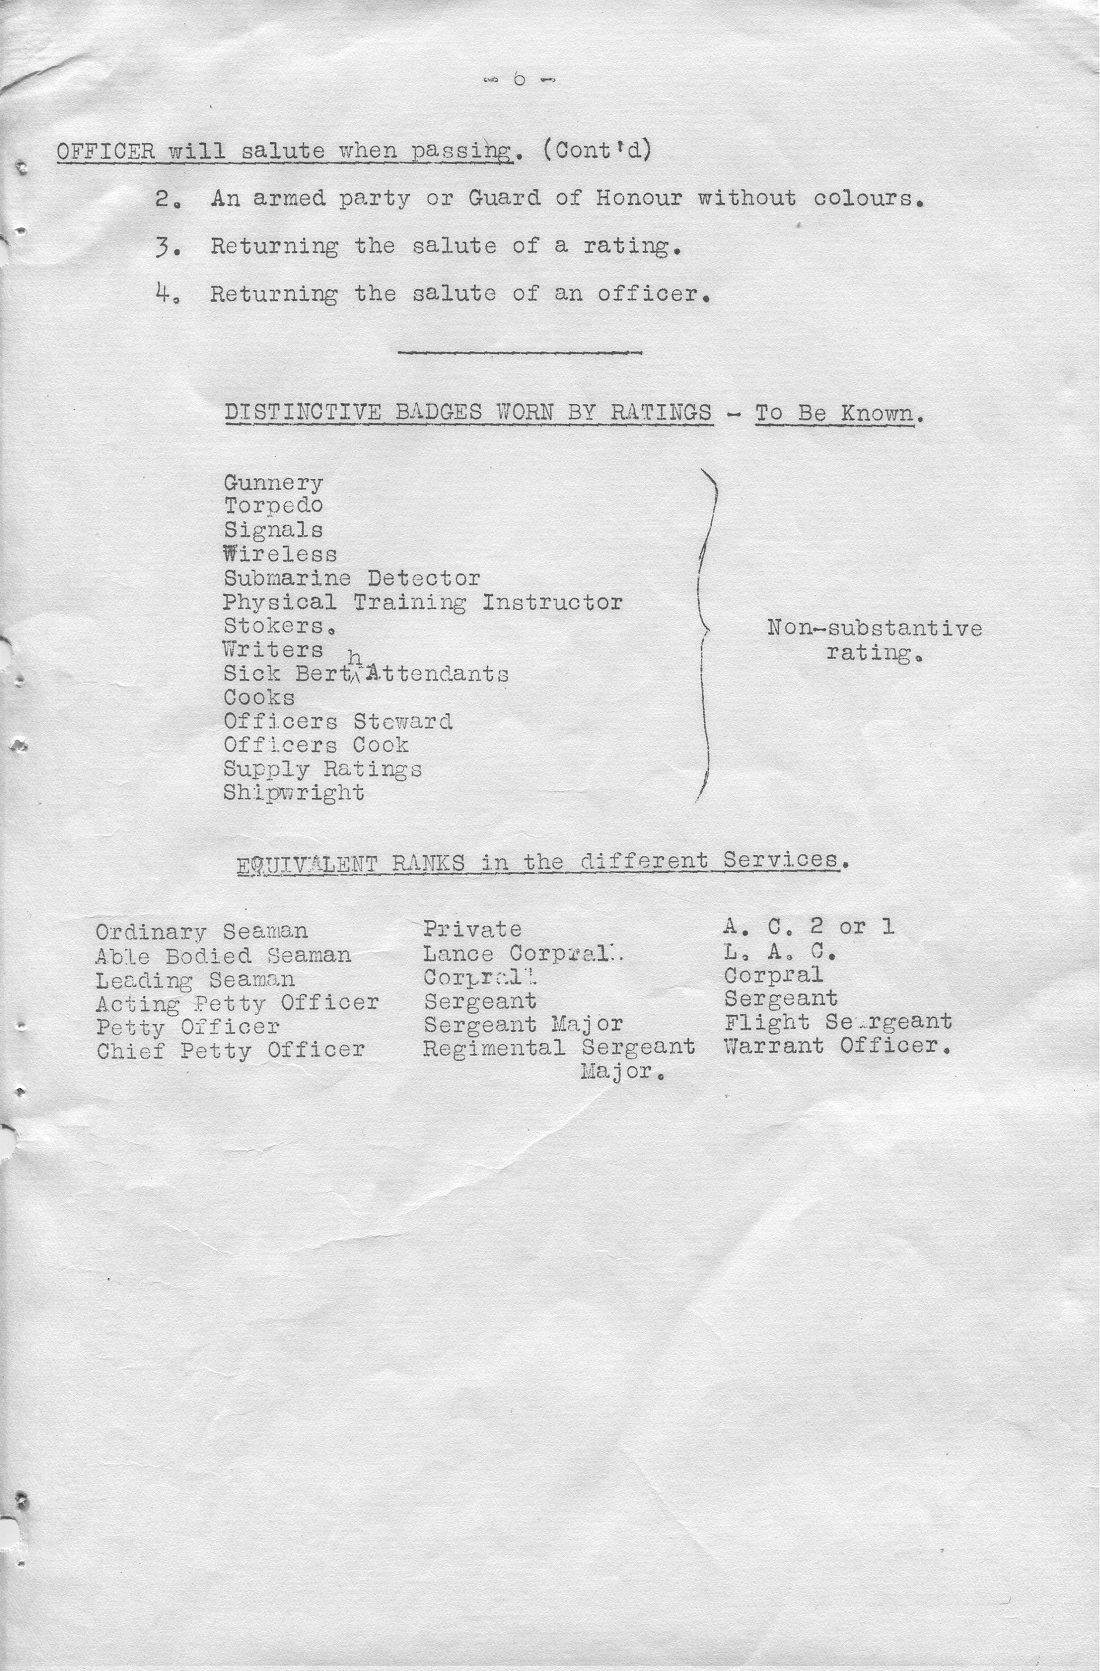 - 6 -
OFFICER will salute when passing. (Cont'd)
2. An armed party or Guard of Honour without colours.
3. Returning the salute of a rating.
4. Returning the salute of an officer.
DISTINCTIVE BADGES WORN BY RATINGS - To Be Known.
Gunnery
Torpedo
Signals
Wireless
Submarine Detector
Physical Training Instructor
Stokers.
Writers
Sick Berth Attendants
Cooks
Officers Steward
Officers Cook
Supply Ratings
Shipwright
Non-substantive
rating.
EQUIVALENT RANKS in the different Services.
Ordinary Seaman Private A. C. 2 or 1
Able Bodied Seaman Lance Corpral. L. A. C.
Leading Seaman Corpral Corpral
Acting Petty Officer Sergeant Sergeant
Petty Officer Sergeant Major Flight Se rgeant
Chief Petty Officer Regimental Sergeant Warrant Officer.
Major.